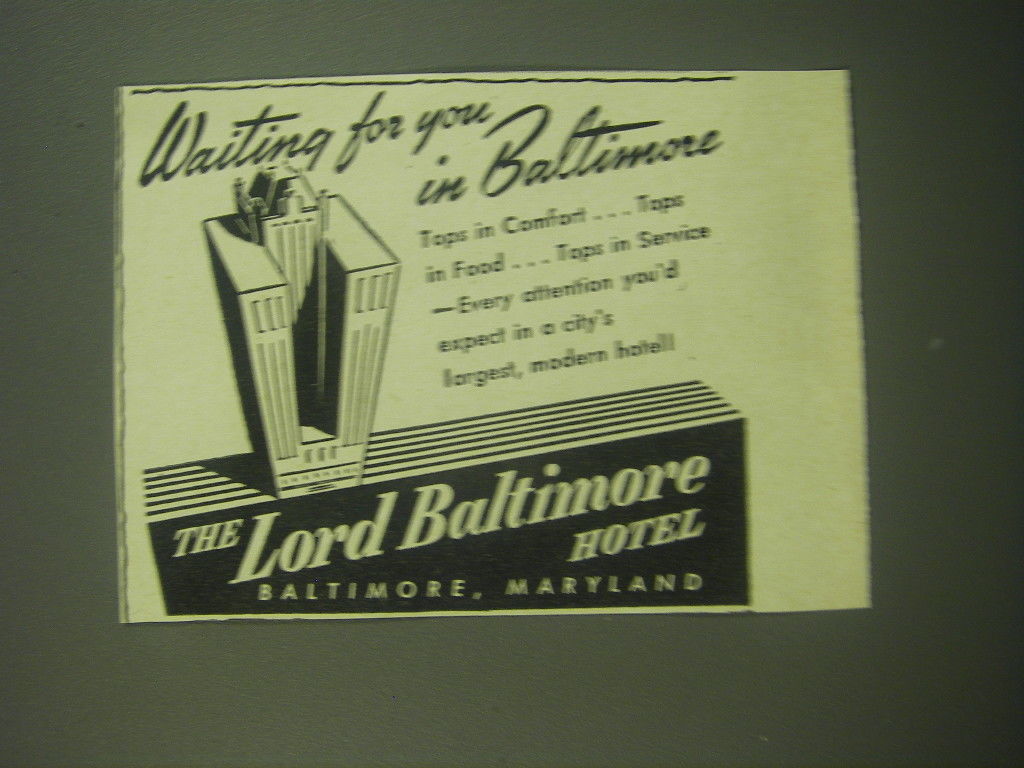 Waiting for you
in Baltimore
Tops in Comfort . . . Tops
in Food . . . Tops in Service
—Every attention you'd
expect in a city's
largest, modern hotel!
THE Lord Baltimore
HOTEL
BALTIMORE, MARYLAND